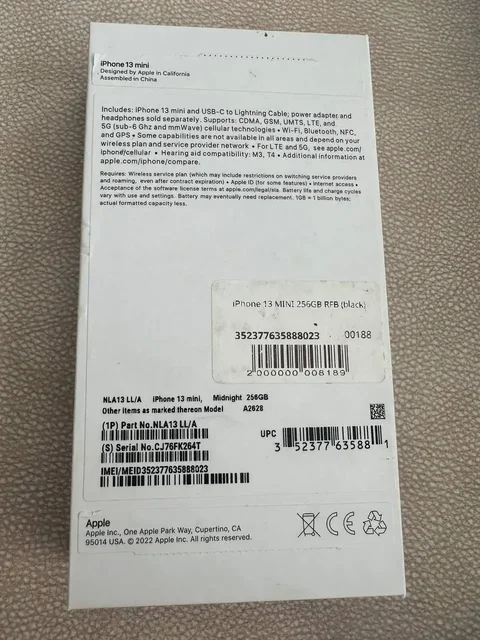 iPhone 13 mini
Designed by Apple in California
Assembled in China
Includes: iPhone 13 mini and USB-C to Lightning Cable; power adapter and
headphones sold separately. Supports: CDMA, GSM, UMTS, LTE, and
5G (sub-6 Ghz and mmWave) cellular technologies • Wi-Fi, Bluetooth, NFC,
and GPS • Some capabilities are not available in all areas and depend on your
wireless plan and service provider network • For LTE and 5G, see apple.com/
iphone/cellular • Hearing aid compatibility: M3, T4 • Additional information at
apple.com/iphone/compare.
Requires: Wireless service plan (which may include restrictions on switching service providers
and roaming, even after contract expiration) • Apple ID (for some features) • Internet access •
Acceptance of the software license terms at apple.com/legal/sla. Battery life and charge cycles
vary with use and settings. Battery may eventually need replacement. 1GB = 1 billion bytes;
actual formatted capacity less.
iPhone 13 MINI 256GB RFB (black)
352377635888023 00188
2 000000 008189
NLA13 LL/A iPhone 13 mini, Midnight 256GB
Other items as marked thereon Model A2628
(1P) Part No.NLA13 LL/A
(S) Serial No.CJ76FK264T
UPC
3 52377 63588 1
IMEI/MEID352377635888023
Apple
Apple Inc., One Apple Park Way, Cupertino, CA
95014 USA. © 2022 Apple Inc. All rights reserved.
CE